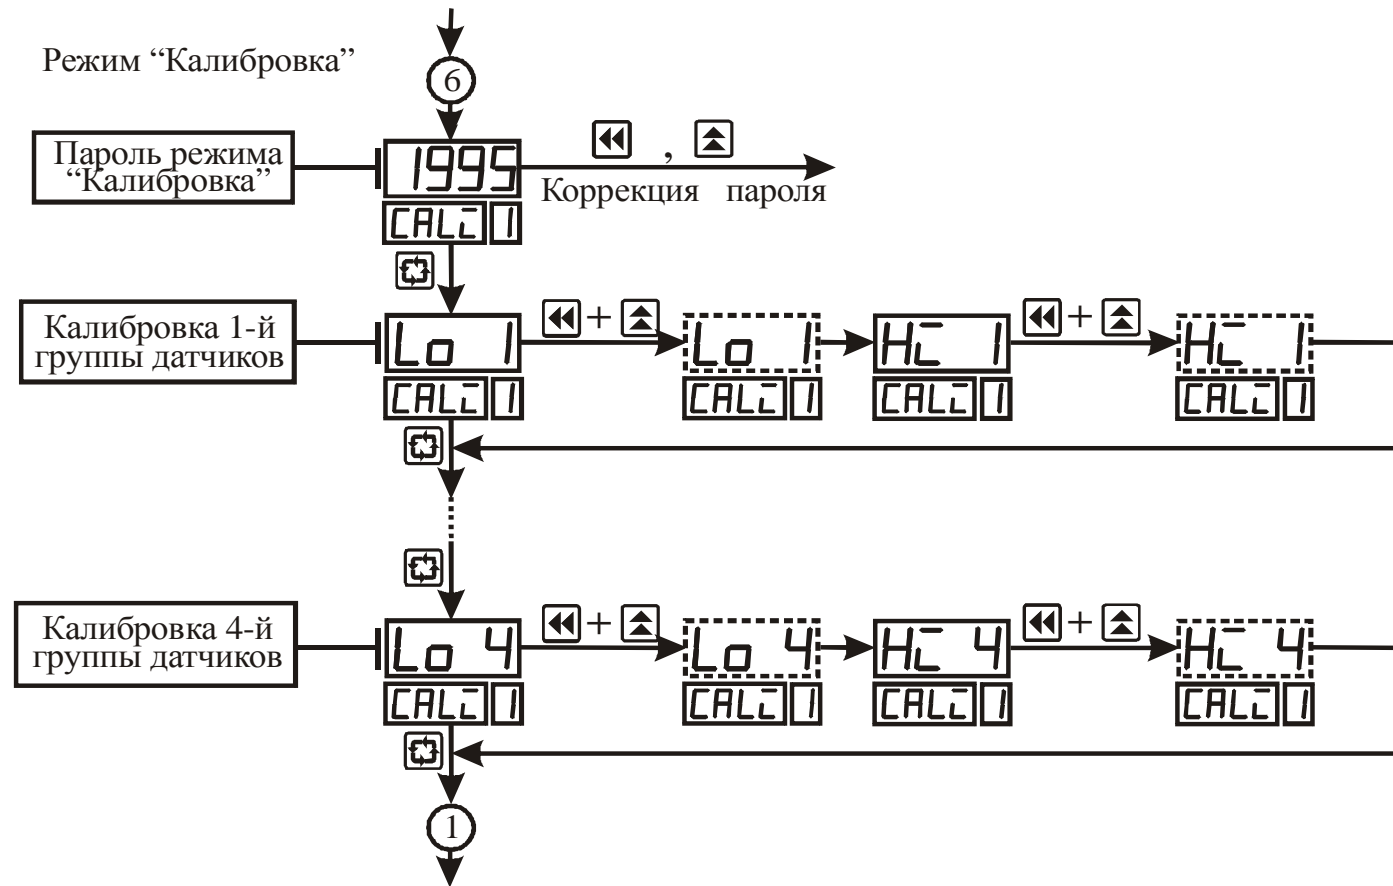 Режим “Калибровка”
6
Пароль режима
“Калибровка”
1995
,
Коррекция пароля
CALi 1
Калибровка 1-й
группы датчиков
Lo 1
+
Lo 1
Hi 1
+
Hi 1
CALi 1
CALi 1
CALi 1
CALi 1
Калибровка 4-й
группы датчиков
Lo 4
+
Lo 4
Hi 4
+
Hi 4
CALi 1
CALi 1
CALi 1
CALi 1
1